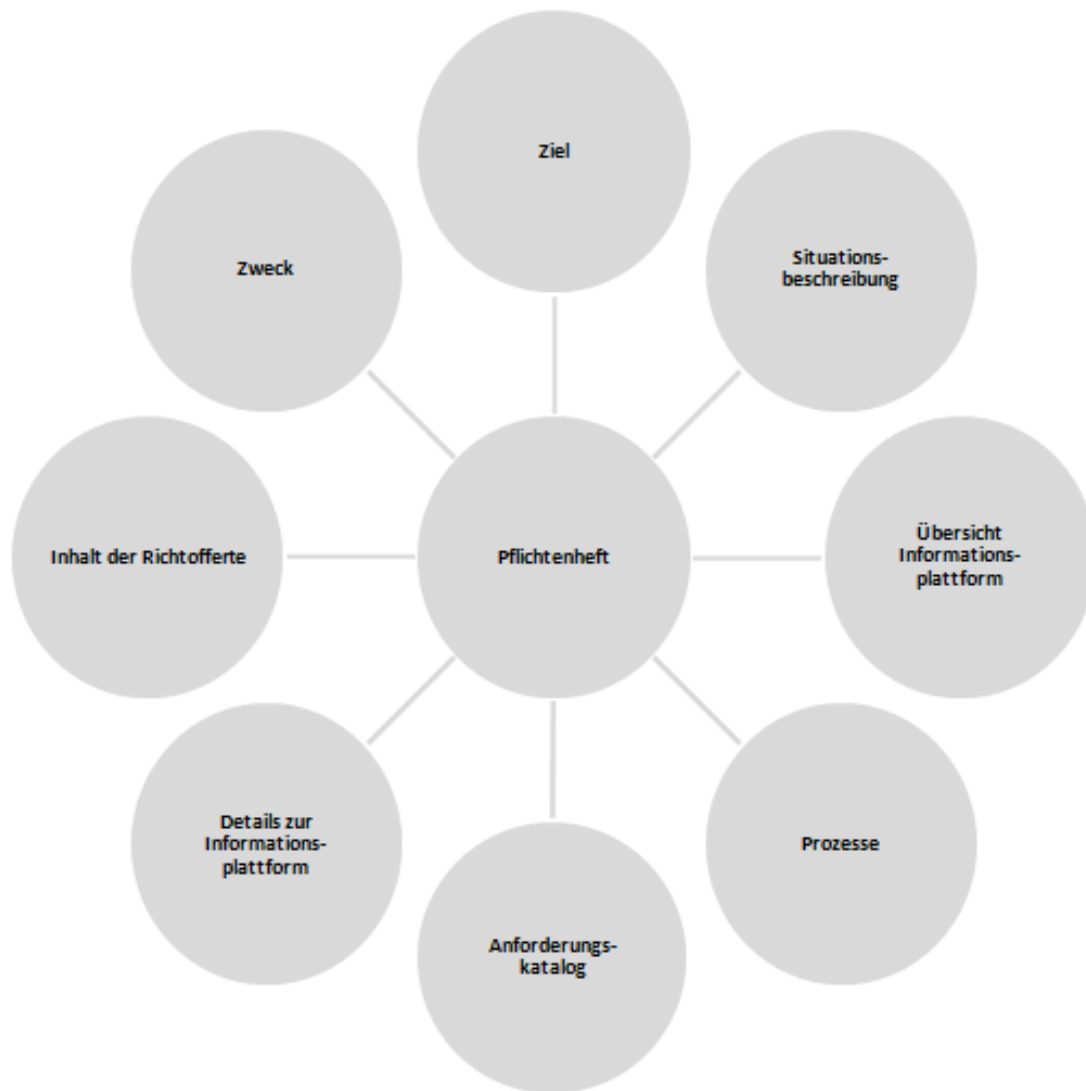 Ziel
Situations-
beschreibung
Zweck
Übersicht
Informations-
plattform
Inhalt der Richtofferte
Pflichtenheft
Details zur
Informations-
plattform
Prozesse
Anforderungs-
katalog